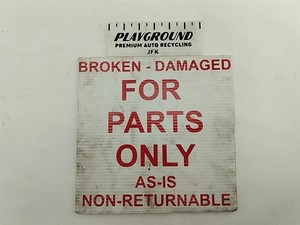 PLAYGROUND
PREMIUM AUTO RECYCLING
JFK
BROKEN - DAMAGED
FOR
PARTS
ONLY
AS-IS
NON-RETURNABLE